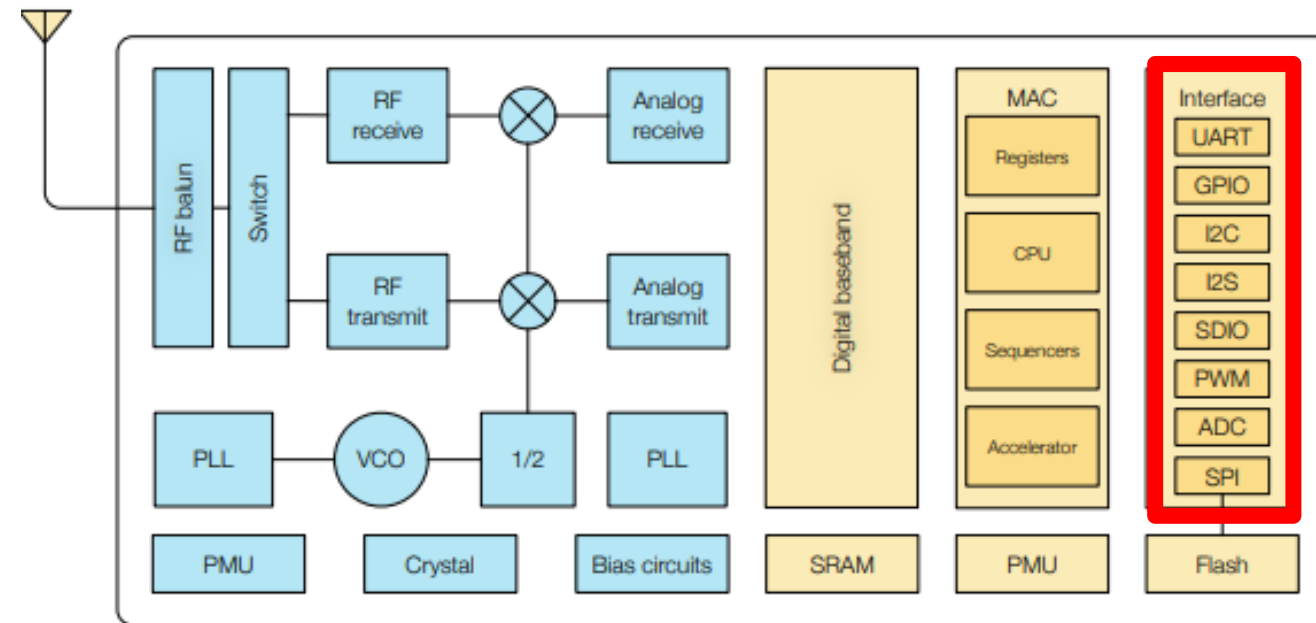 RF balun
Switch
RF
receive
Analog
receive
RF
transmit
Analog
transmit
PLL
VCO
1/2
PLL
PMU
Crystal
Bias circuits
Digital baseband
SRAM
MAC
Registers
CPU
Sequencers
Accelerator
PMU
Interface
UART
GPIO
I2C
I2S
SDIO
PWM
ADC
SPI
Flash